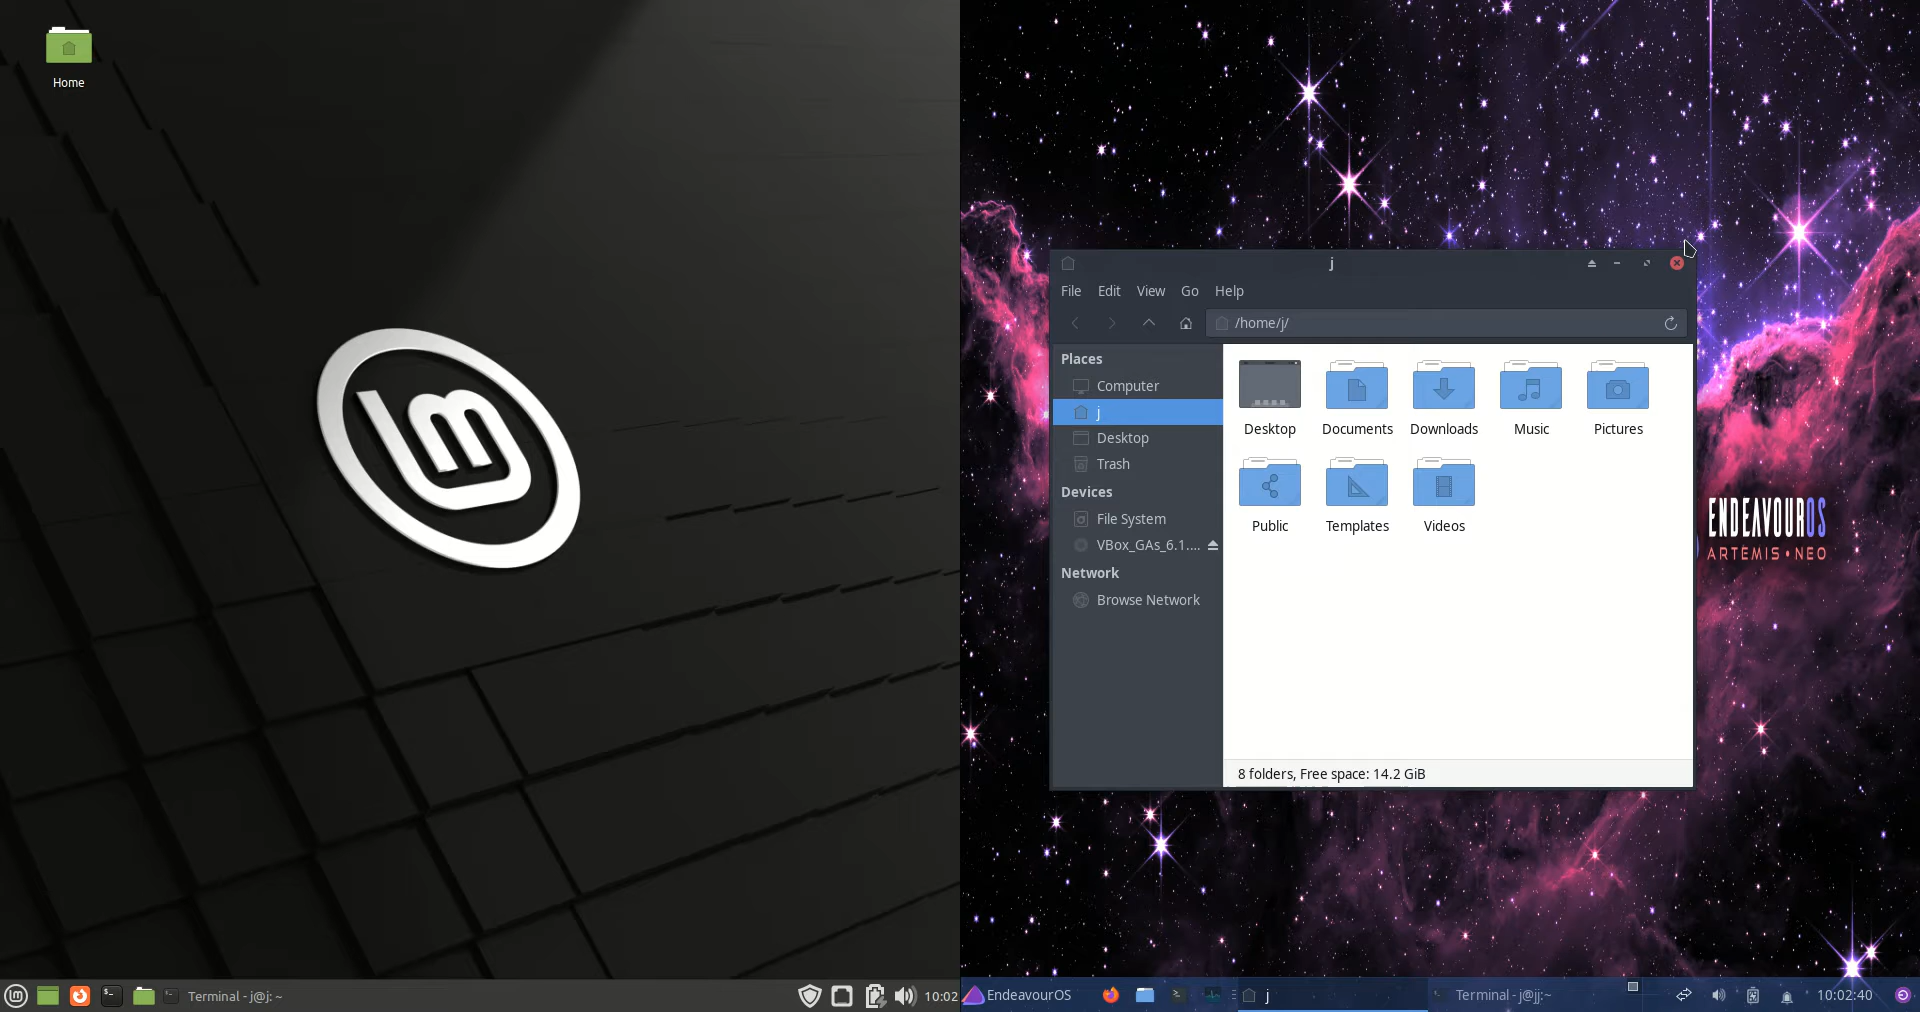 Home
Terminal - j@j: ~
10:02
j
File Edit View Go Help
/home/j/
Places
Computer
j
Desktop
Trash
Devices
File System
VBox_GAs_6.1....
Network
Browse Network
Desktop Documents Downloads Music Pictures
Public Templates Videos
8 folders, Free space: 14.2 GiB
ENDEAVOUROS
ARTEMIS•NEO
EndeavourOS
j
Terminal - j@jj:~
10:02:40